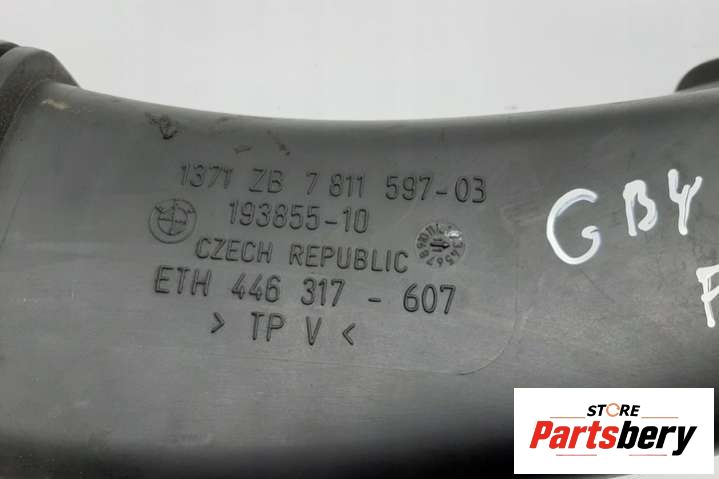 1371 ZB 7 811 597-03
193855-10
CZECH REPUBLIC
ETH 446 317 - 607
> TP V <
GB4
F
STORE
Partsbery